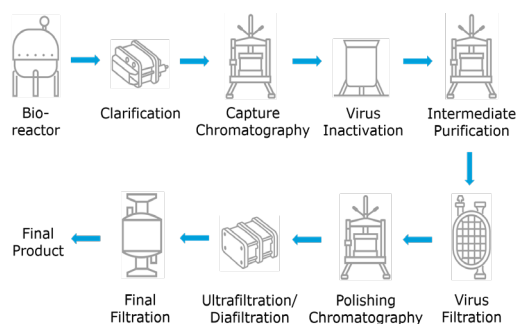 Bio-
reactor
Clarification
Capture
Chromatography
Virus
Inactivation
Intermediate
Purification
Final
Product
Final
Filtration
Ultrafiltration/
Diafiltration
Polishing
Chromatography
Virus
Filtration